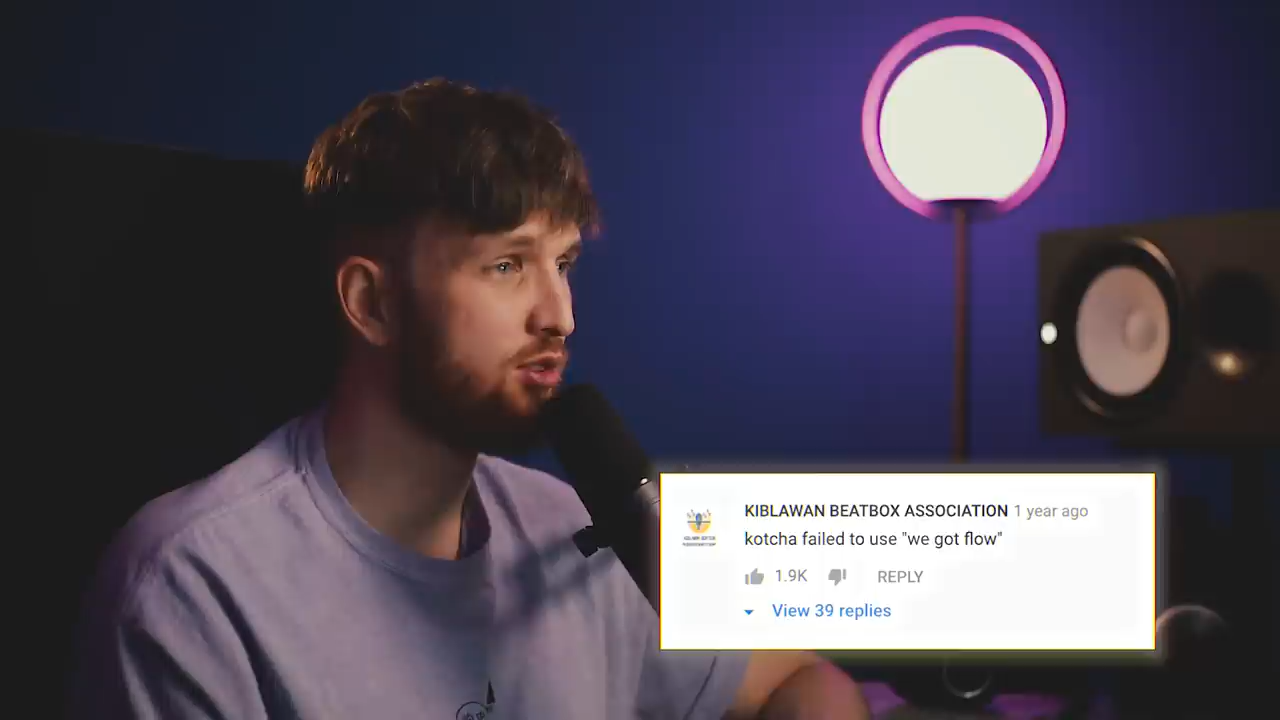 KIBLAWAN BEATBOX ASSOCIATION 1 year ago
kotcha failed to use "we got flow"
1.9K REPLY
View 39 replies